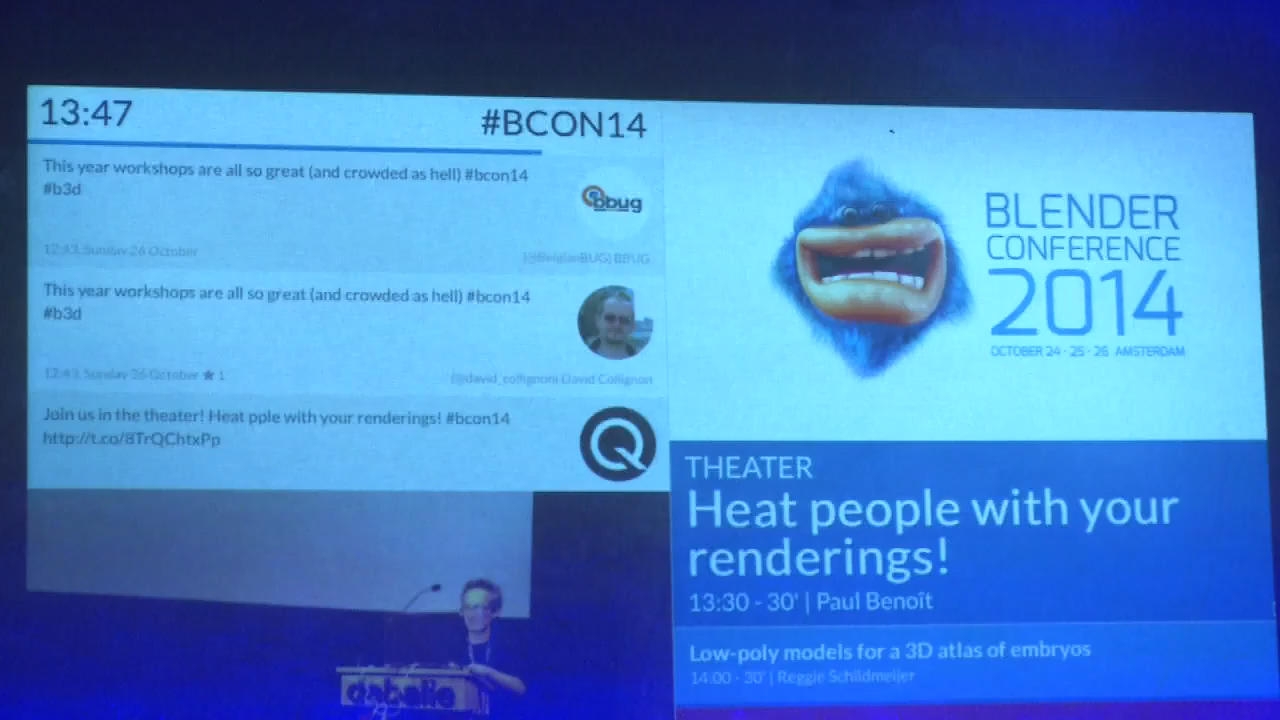 13:47
#BCON14
This year workshops are all so great (and crowded as hell) #bcon14
#b3d
bbug
12:43, Sunday 26 October
(@BelgianBUG) BBUG
This year workshops are all so great (and crowded as hell) #bcon14
#b3d
12:43, Sunday 26 October ★ 1
David Coffignon
Join us in the theater! Heat pple with your renderings! #bcon14
http://t.co/8TrQChtxPp
BLENDER
CONFERENCE
2014
OCTOBER 24 · 25 · 26 AMSTERDAM
THEATER
Heat people with your
renderings!
13:30 - 30' | Paul Benoît
Low-poly models for a 3D atlas of embryos
14:00 - 30' | Reggie Schildmeijer
de balie